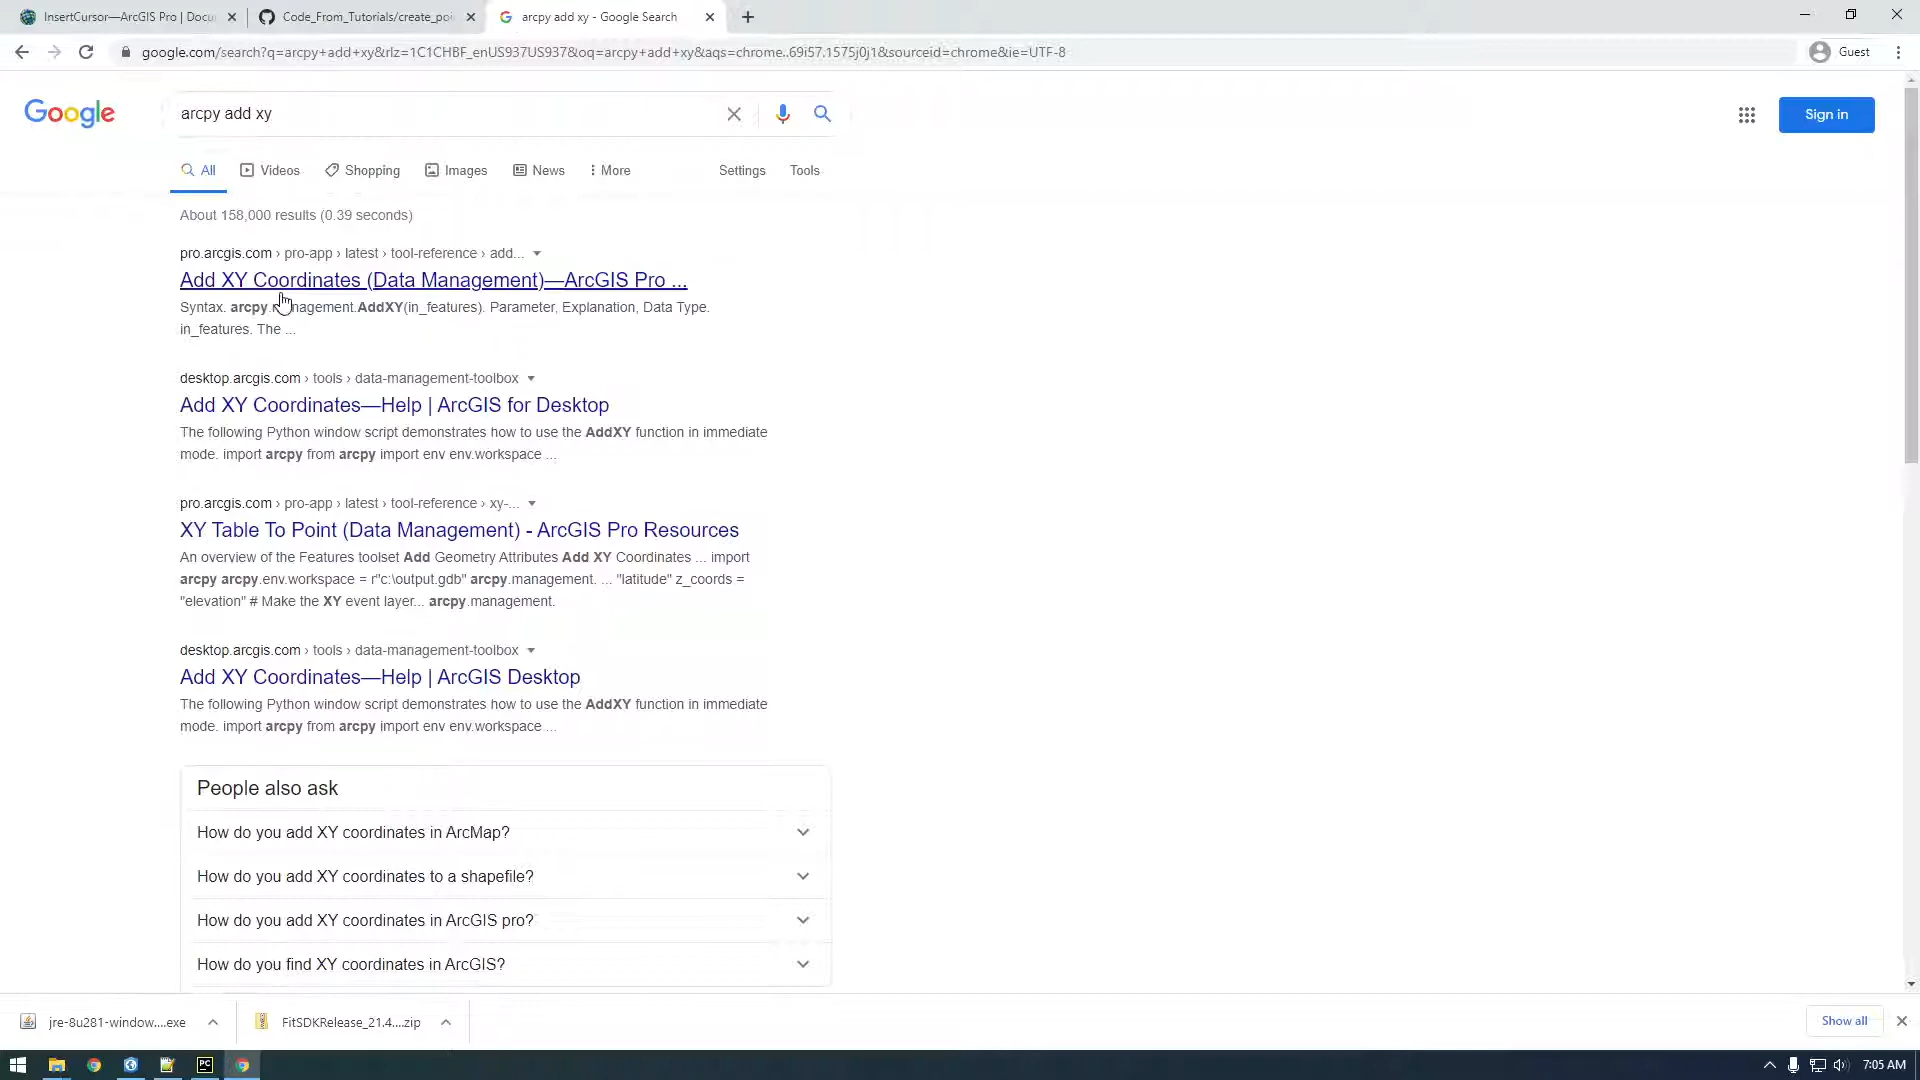 InsertCursor—ArcGIS Pro | Docu
Code_From_Tutorials/create_poi
arcpy add xy - Google Search
google.com/search?q=arcpy+add+xy&rlz=1C1CHBF_enUS937US937&oq=arcpy+add+xy&aqs=chrome..69i57.1575j0j1&sourceid=chrome&ie=UTF-8
Guest
Google
arcpy add xy
Sign in
All
Videos
Shopping
Images
News
More
Settings
Tools
About 158,000 results (0.39 seconds)
pro.arcgis.com › pro-app › latest › tool-reference › add...
Add XY Coordinates (Data Management)—ArcGIS Pro ...
Syntax. arcpy.management.AddXY(in_features). Parameter, Explanation, Data Type.
in_features. The ...
desktop.arcgis.com › tools › data-management-toolbox
Add XY Coordinates—Help | ArcGIS for Desktop
The following Python window script demonstrates how to use the AddXY function in immediate
mode. import arcpy from arcpy import env env.workspace ...
pro.arcgis.com › pro-app › latest › tool-reference › xy-...
XY Table To Point (Data Management) - ArcGIS Pro Resources
An overview of the Features toolset Add Geometry Attributes Add XY Coordinates ... import
arcpy arcpy.env.workspace = r"c:\output.gdb" arcpy.management. ... "latitude" z_coords =
"elevation" # Make the XY event layer... arcpy.management.
desktop.arcgis.com › tools › data-management-toolbox
Add XY Coordinates—Help | ArcGIS Desktop
The following Python window script demonstrates how to use the AddXY function in immediate
mode. import arcpy from arcpy import env env.workspace ...
People also ask
How do you add XY coordinates in ArcMap?
How do you add XY coordinates to a shapefile?
How do you add XY coordinates in ArcGIS pro?
How do you find XY coordinates in ArcGIS?
jre-8u281-window....exe
FitSDKRelease_21.4....zip
Show all
PC
7:05 AM